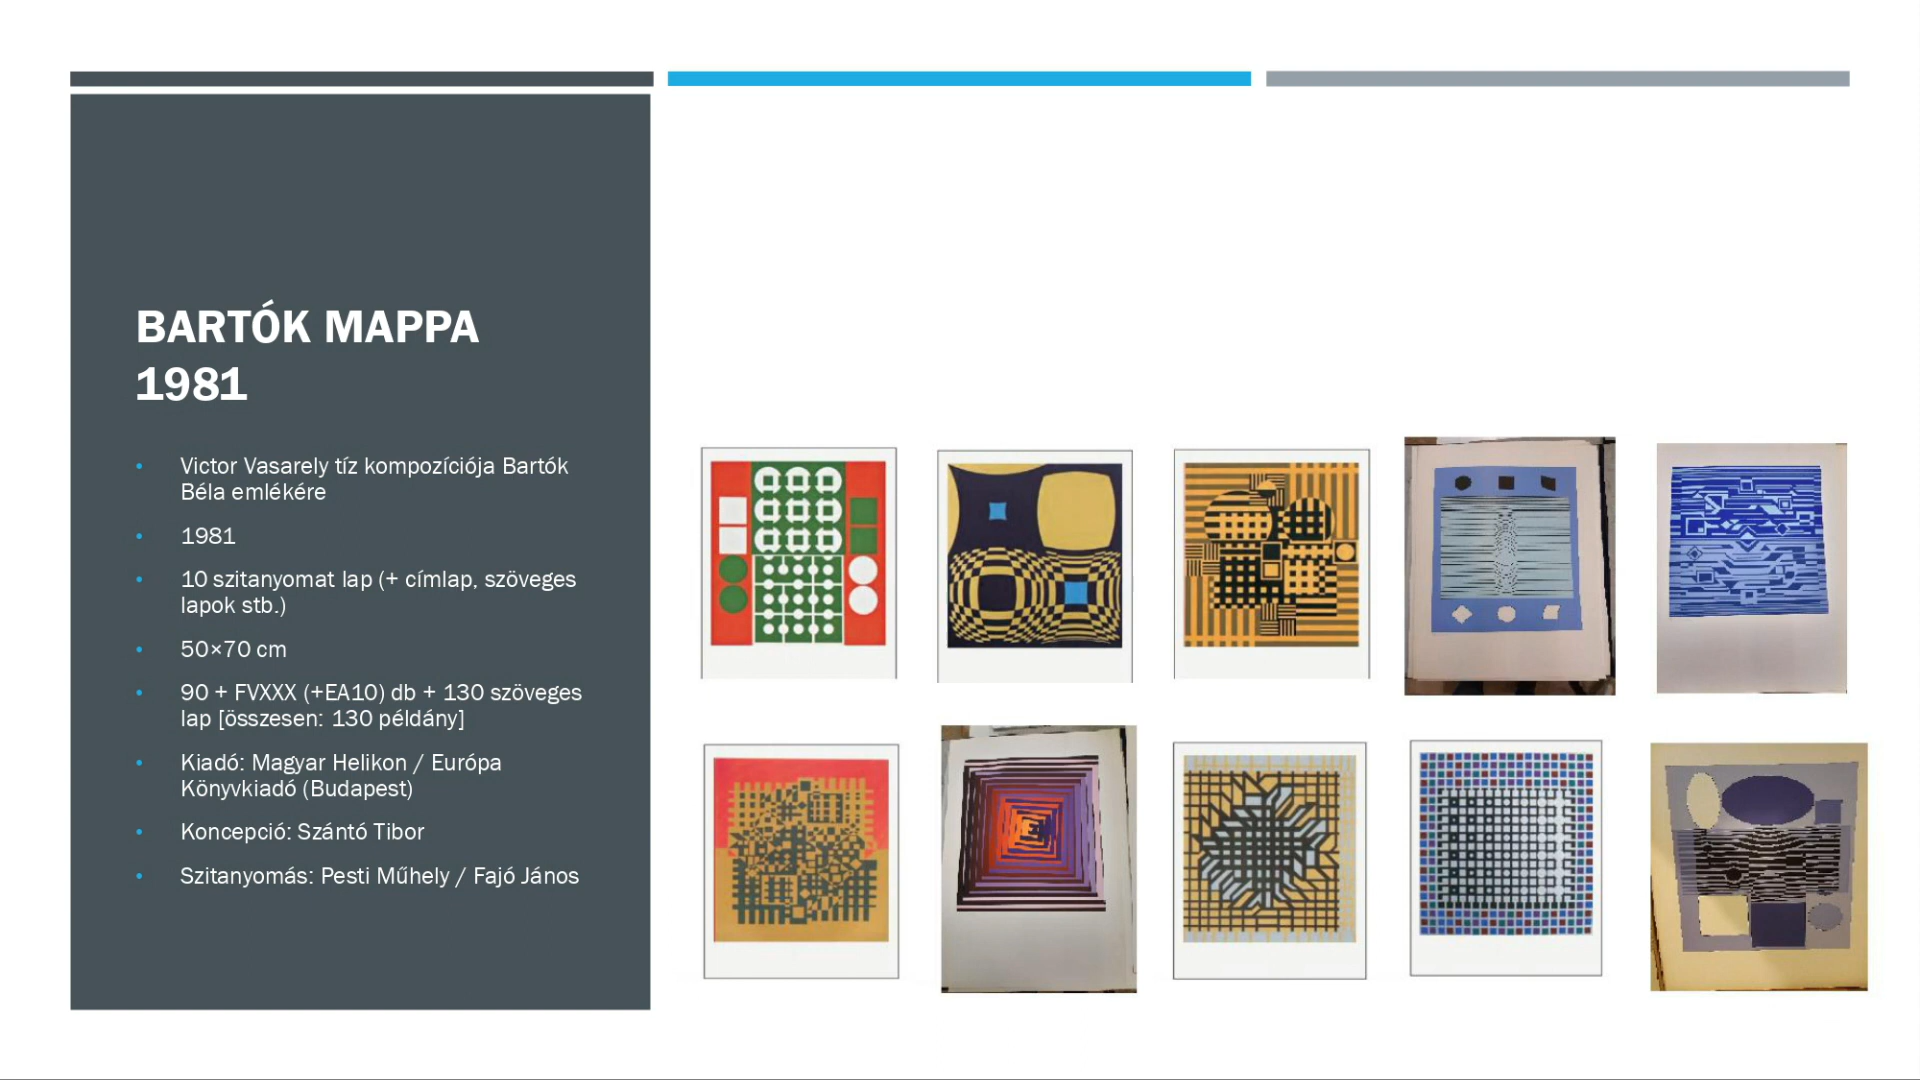 BARTÓK MAPPA
1981
• Victor Vasarely tíz kompozíciója Bartók
Béla emlékére
• 1981
• 10 szitanyomat lap (+ címlap, szöveges
lapok stb.)
• 50×70 cm
• 90 + FVXXX (+EA10) db + 130 szöveges
lap [összesen: 130 példány]
• Kiadó: Magyar Helikon / Európa
Könyvkiadó (Budapest)
• Koncepció: Szántó Tibor
• Szitanyomás: Pesti Műhely / Fajó János